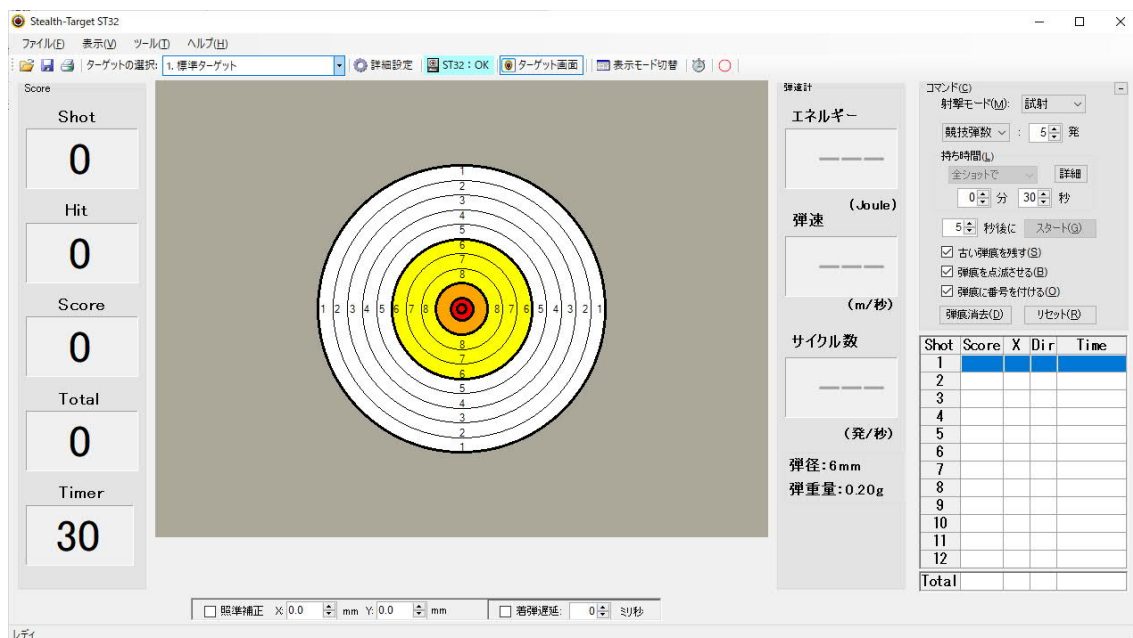 Stealth-Target ST32
ファイル(F) 表示(V) ツール(T) ヘルプ(H)
ターゲットの選択: 1. 標準ターゲット 詳細設定 ST32：OK ターゲット画面 表示モード切替
Score
Shot
0
Hit
0
Score
0
Total
0
Timer
30
1
2
3
4
5
6
7
8
1 2 3 4 5 6 7 8 8 7 6 5 4 3 2 1
8
7
6
5
4
3
2
1
弾速計
エネルギー
---
(Joule)
弾速
---
(m/秒)
サイクル数
---
(発/秒)
弾径:6mm
弾重量:0.20g
コマンド(C)
射撃モード(M): 試射
競技弾数 : 5 発
持ち時間(L)
全ショットで 詳細
0 分 30 秒
5 秒後に スタート(G)
古い弾痕を残す(S)
弾痕を点滅させる(B)
弾痕に番号を付ける(O)
弾痕消去(D) リセット(R)
Shot Score X Dir Time
1
2
3
4
5
6
7
8
9
10
11
12
Total
照準補正 X: 0.0 mm Y: 0.0 mm 着弾遅延: 0 ミリ秒
レディ